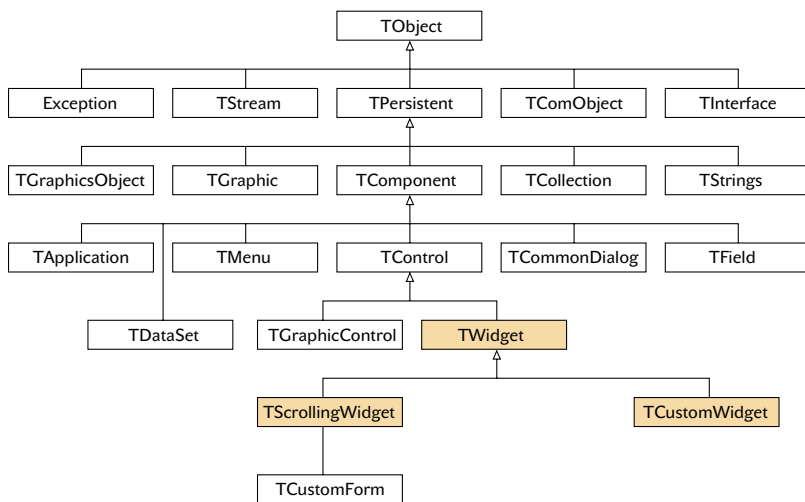 TObject
Exception
TStream
TPersistent
TComObject
TInterface
TGraphicsObject
TGraphic
TComponent
TCollection
TStrings
TApplication
TMenu
TControl
TCommonDialog
TField
TDataSet
TGraphicControl
TWidget
TScrollingWidget
TCustomWidget
TCustomForm